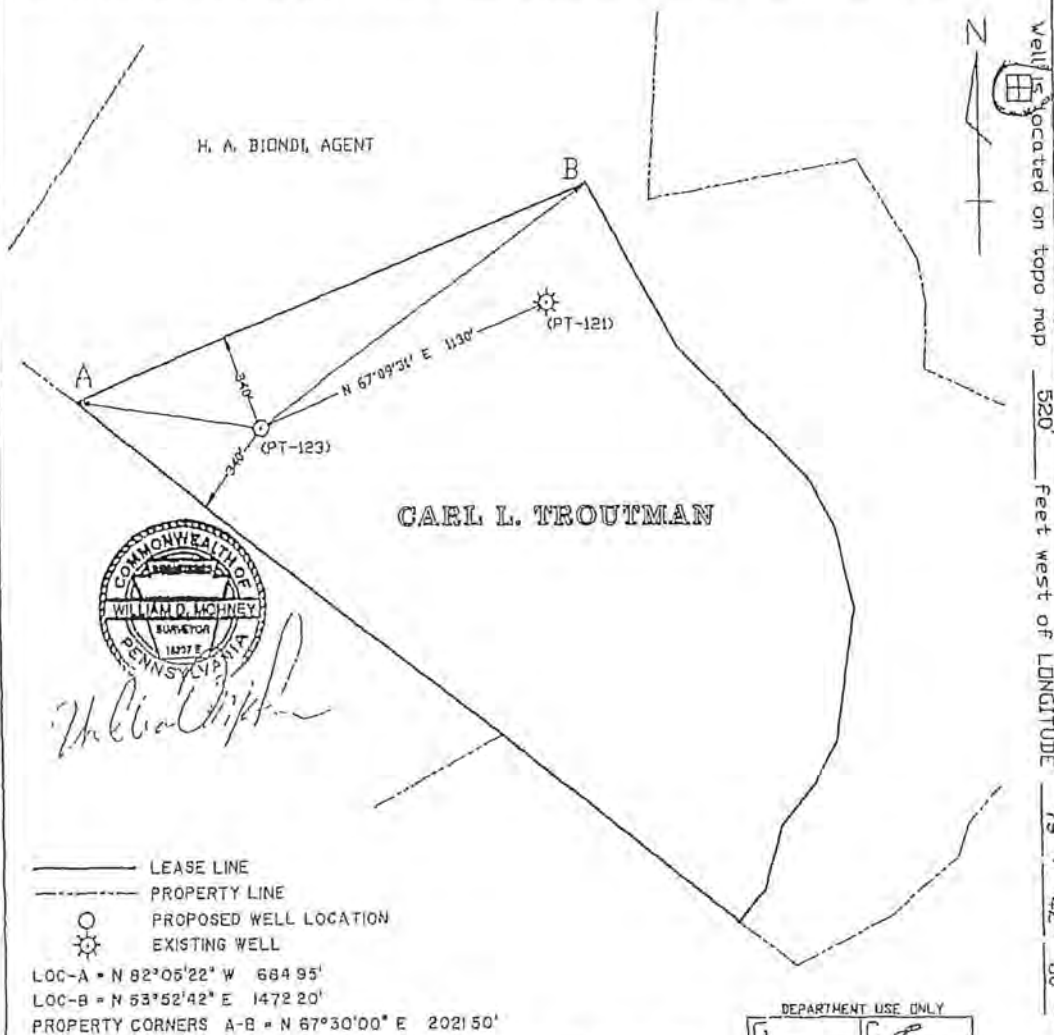 N
Well is located on topo map 520' feet west of LONGITUDE
H. A. BIONDI, AGENT
B
(PT-121)
A
N 67°09'31" E 1130'
340'
(PT-123)
340'
CARL L. TROUTMAN
COMMONWEALTH OF
REGISTERED
WILLIAM D. MOHNEY
SURVEYOR
PENNSYLVANIA
LEASE LINE
PROPERTY LINE
PROPOSED WELL LOCATION
EXISTING WELL
LOC-A = N 82°05'22" W 664 95'
LOC-B = N 53°52'42" E 1472 20'
PROPERTY CORNERS A-B = N 67°30'00" E 2021 50'
DEPARTMENT USE ONLY
G
C